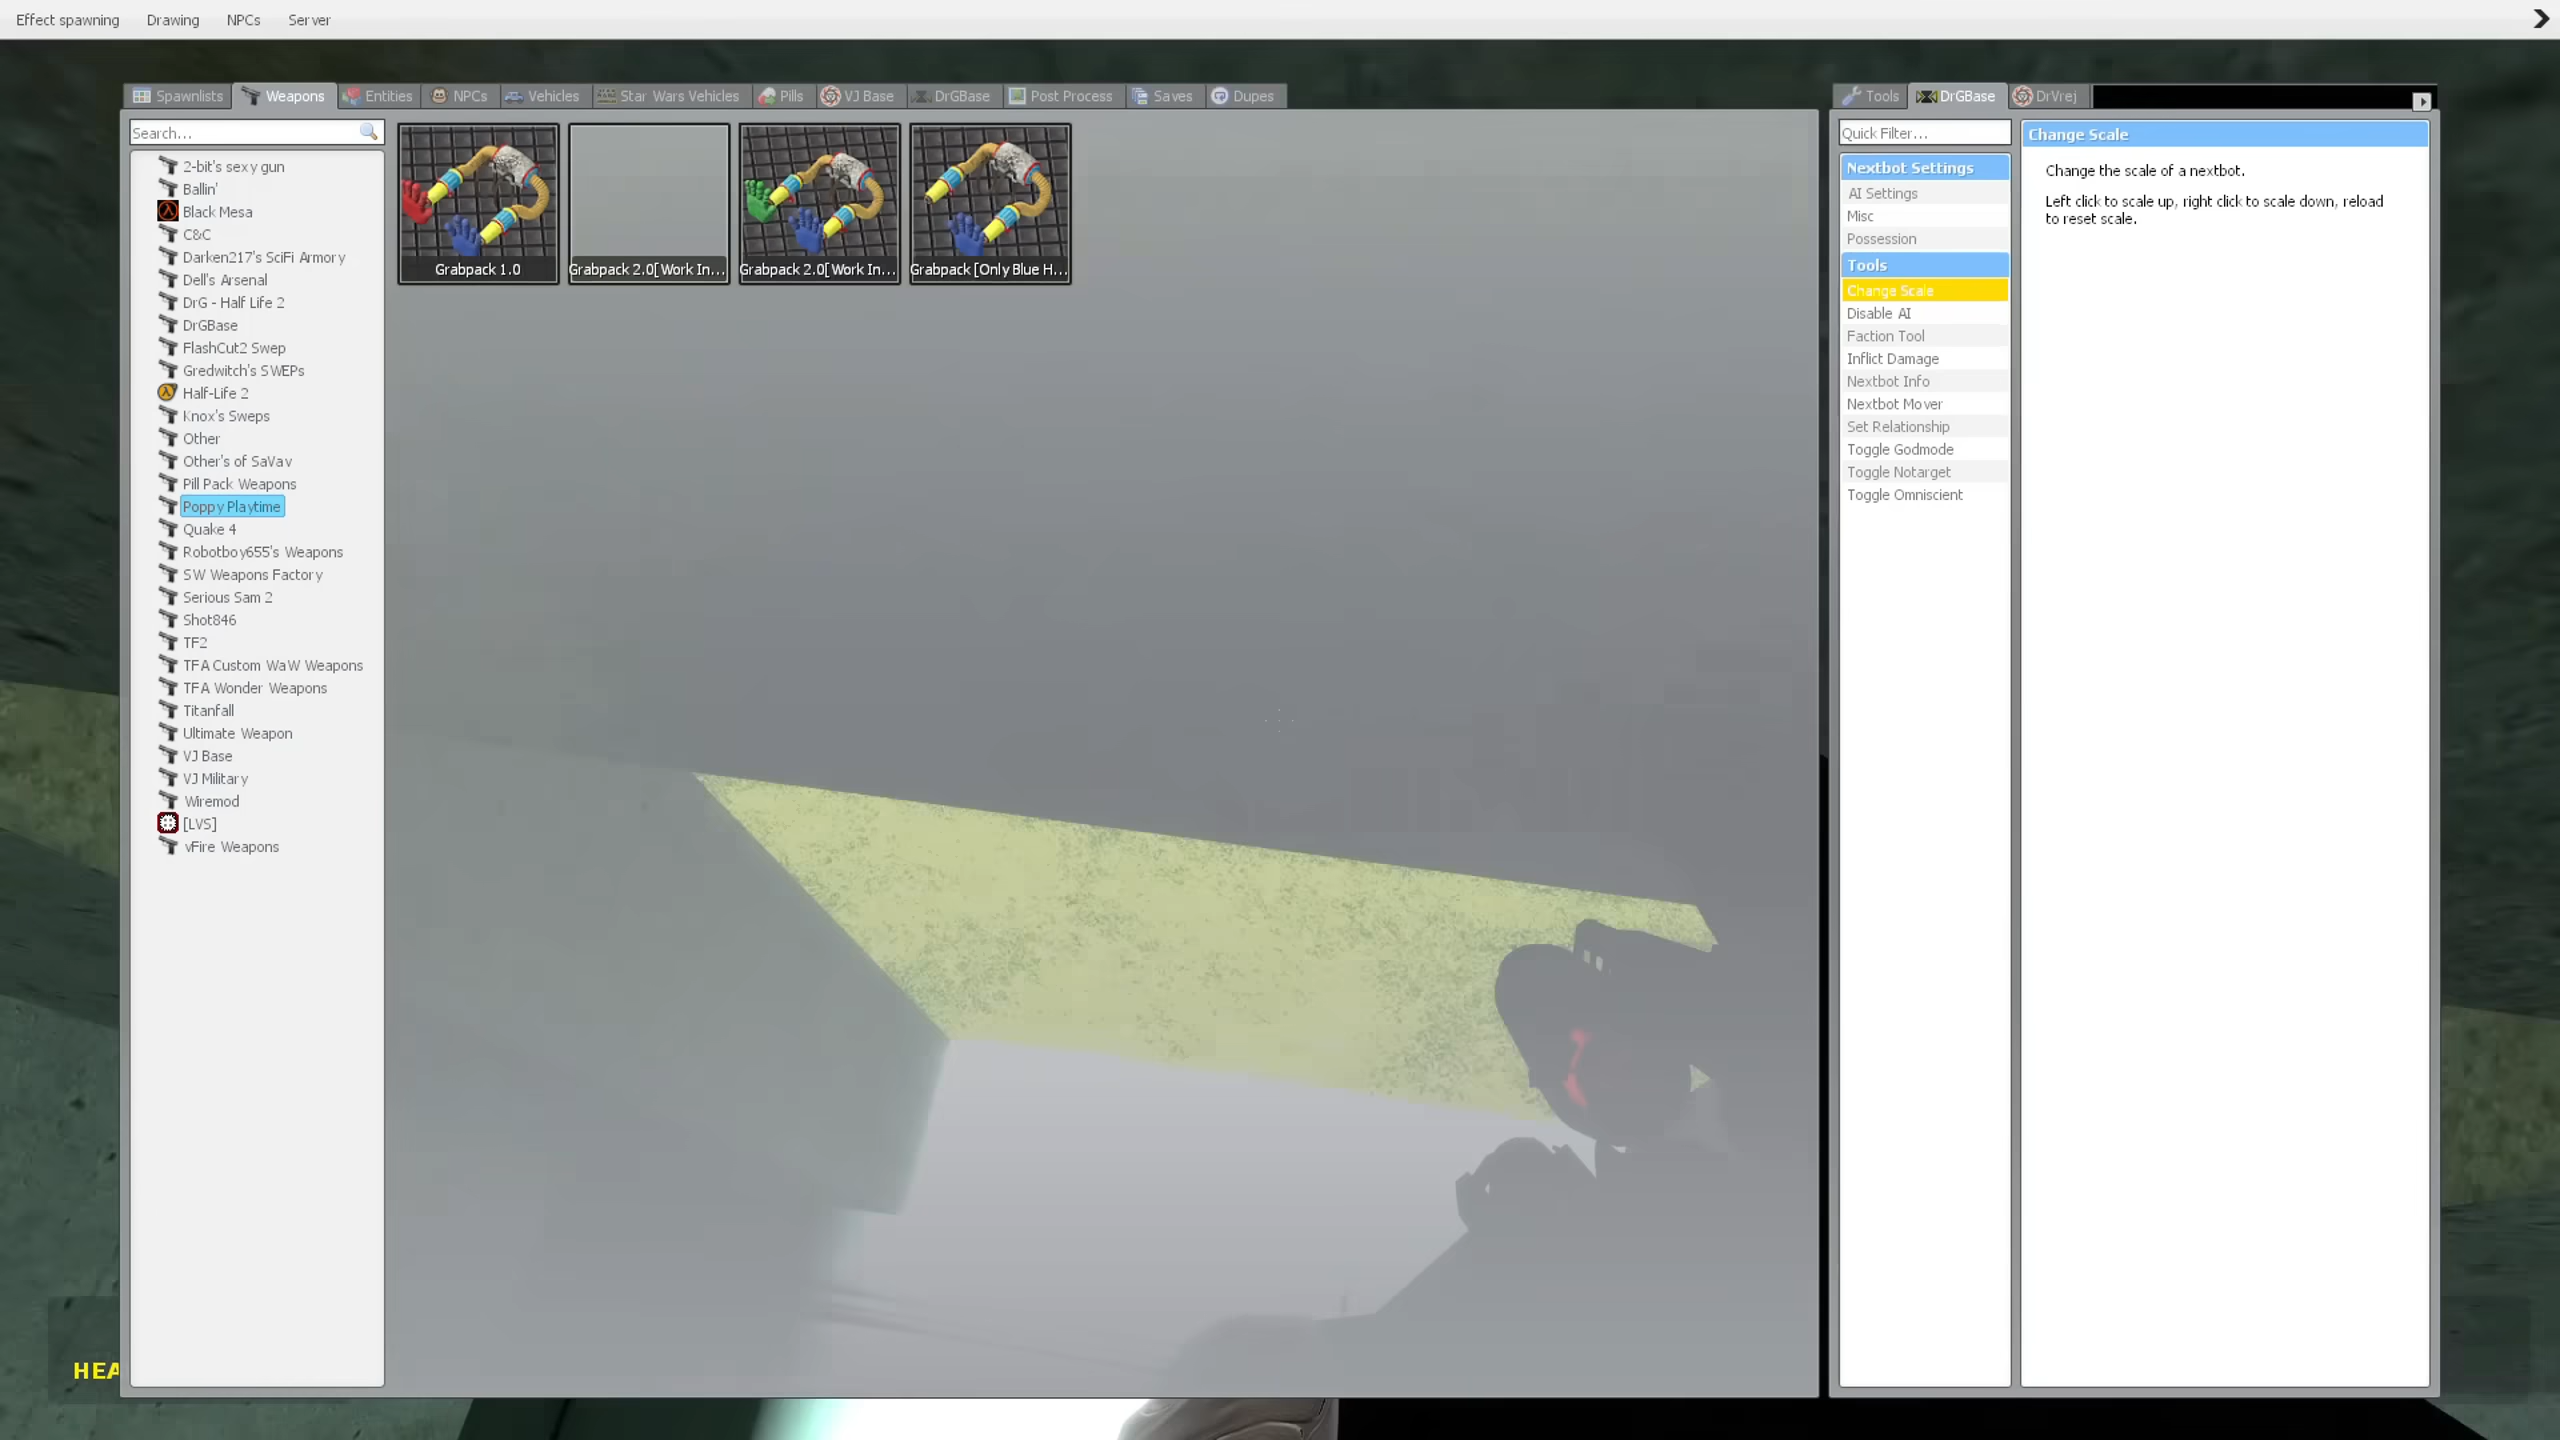 Effect spawning Drawing NPCs Server
Spawnlists Weapons Entities NPCs Vehicles Star Wars Vehicles Pills VJ Base DrGBase Post Process Saves Dupes
Search...
2-bit's sexy gun
Ballin'
Black Mesa
C&C
Darken217's SciFi Armory
Dell's Arsenal
DrG - Half Life 2
DrGBase
FlashCut2 Swep
Gredwitch's SWEPs
Half-Life 2
Knox's Sweps
Other
Other's of SaVav
Pill Pack Weapons
Poppy Playtime
Quake 4
Robotboy655's Weapons
SW Weapons Factory
Serious Sam 2
Shot846
TF2
TFA Custom WaW Weapons
TFA Wonder Weapons
Titanfall
Ultimate Weapon
VJ Base
VJ Military
Wiremod
[LVS]
vFire Weapons
Grabpack 1.0
Grabpack 2.0[Work In...
Grabpack 2.0[Work In...
Grabpack [Only Blue H...
Tools DrGBase DrVrej
Quick Filter...
Nextbot Settings
AI Settings
Misc
Possession
Tools
Change Scale
Disable AI
Faction Tool
Inflict Damage
Nextbot Info
Nextbot Mover
Set Relationship
Toggle Godmode
Toggle Notarget
Toggle Omniscient
Change Scale
Change the scale of a nextbot.
Left click to scale up, right click to scale down, reload
to reset scale.
HEA